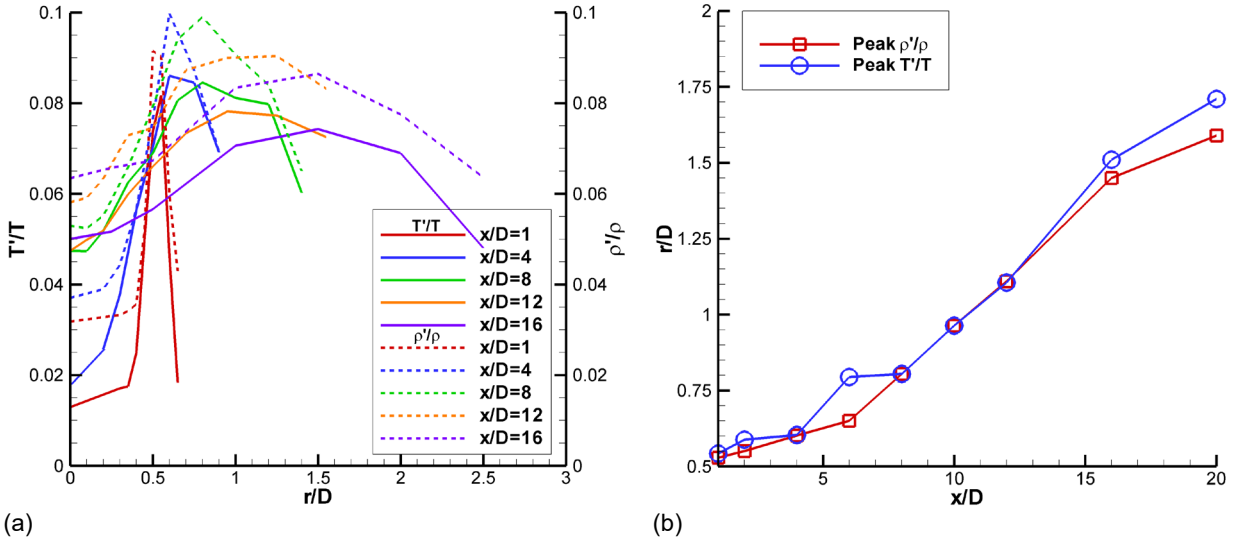 0.1
0.08
0.06
0.04
0.02
0
T'/T
0.1
0.08
0.06
0.04
0.02
0
ρ'/ρ
0
0.5
1
1.5
2
2.5
3
r/D
T'/T
x/D=1
x/D=4
x/D=8
x/D=12
x/D=16
ρ'/ρ
x/D=1
x/D=4
x/D=8
x/D=12
x/D=16
(a)
2
1.75
1.5
1.25
1
0.75
0.5
r/D
Peak ρ'/ρ
Peak T'/T
5
10
15
20
x/D
(b)